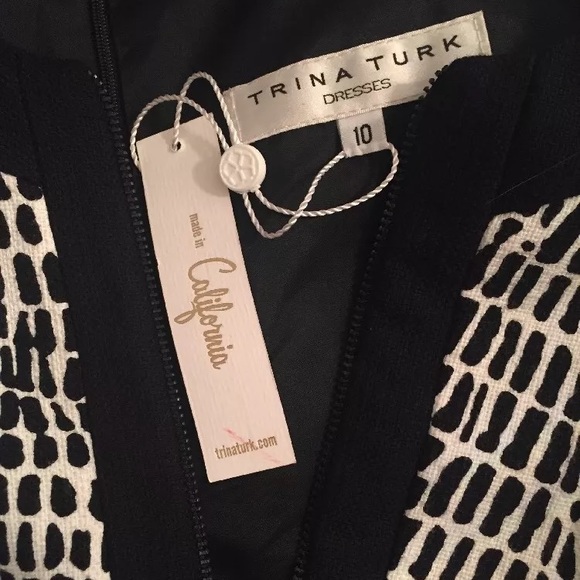 TRINA TURK
DRESSES
10
made in
California
trinaturk.com